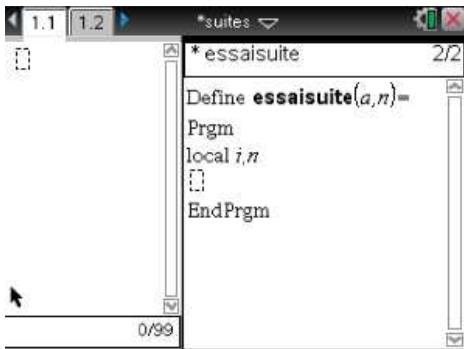 1.1 1.2 *suites
* essaisuite 2/2
Define essaisuite(a,n)=
Prgm
local i,n
EndPrgm
0/99